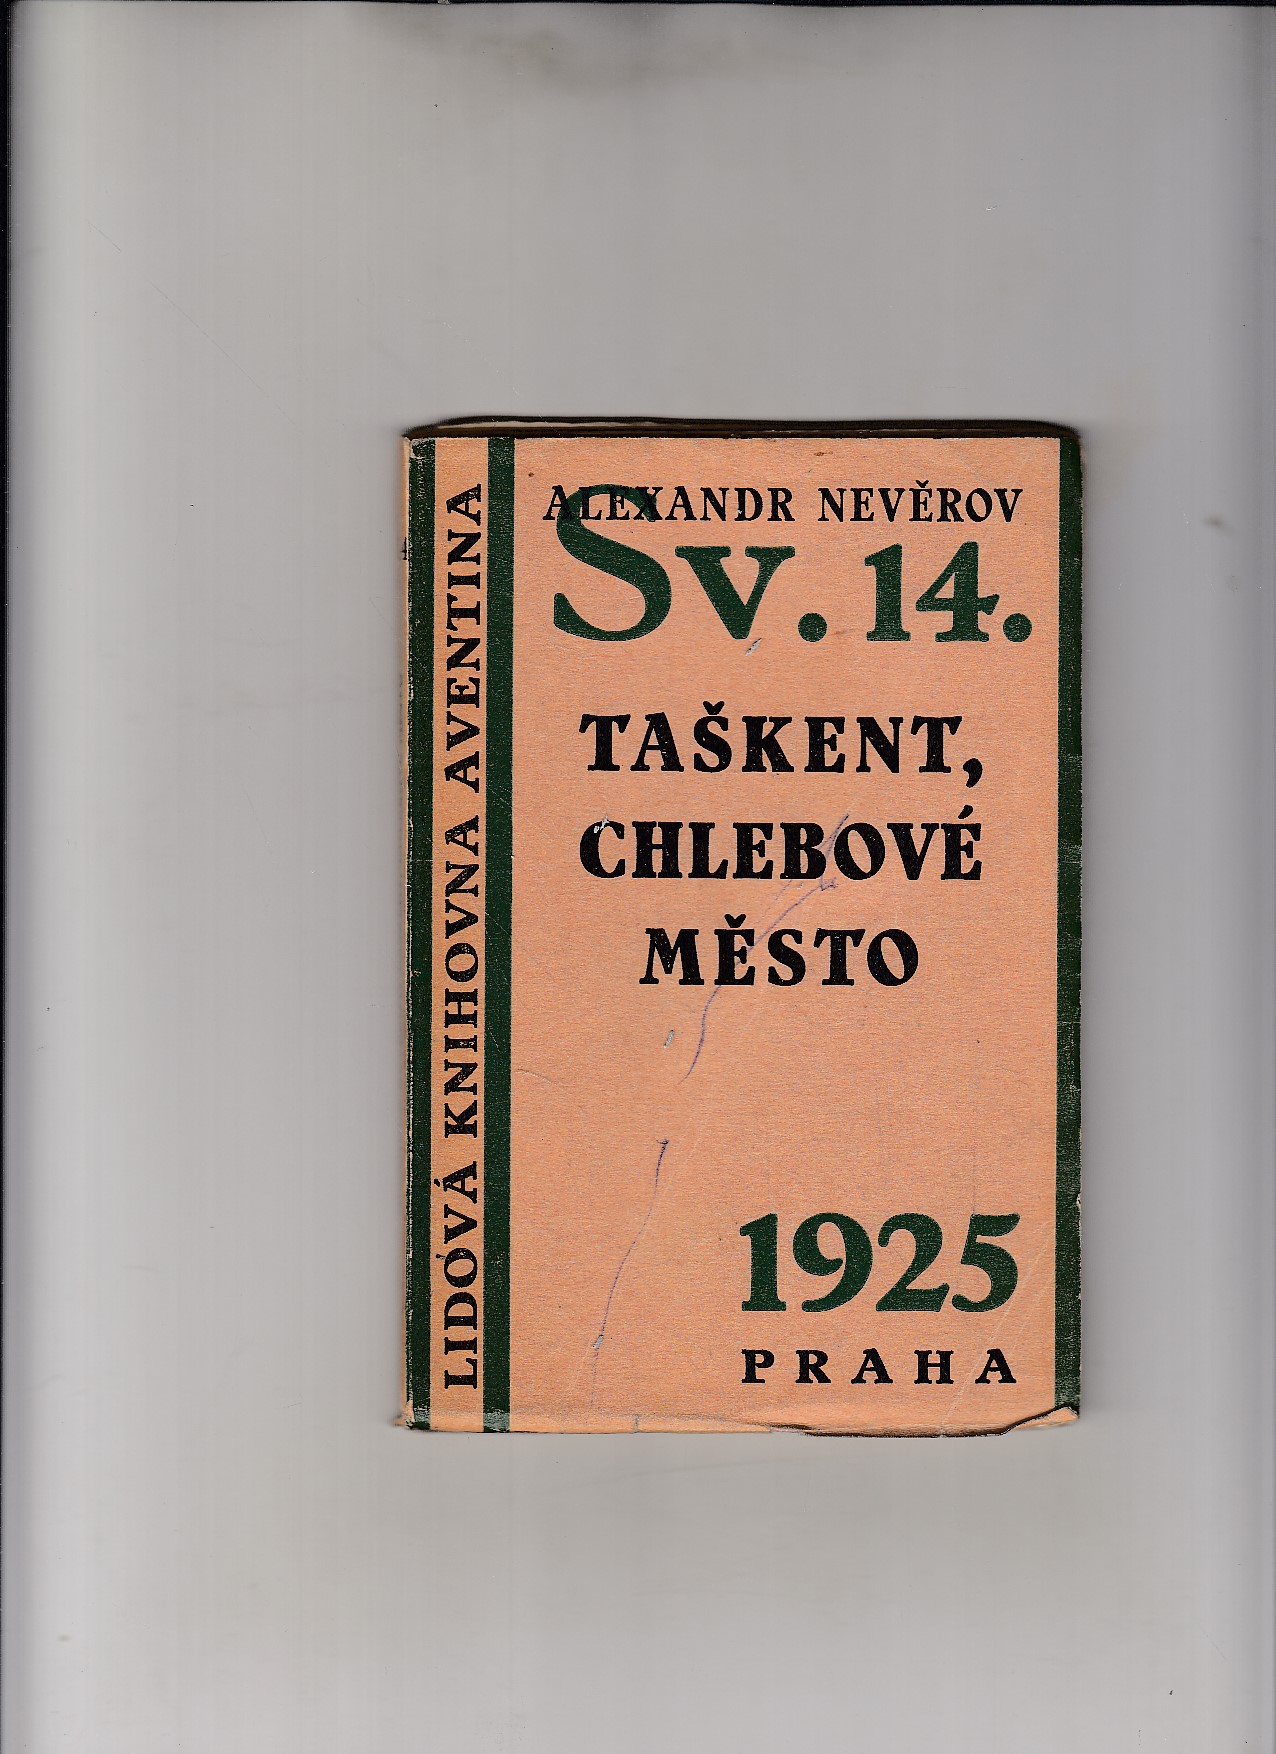 LIDOVÁ KNIHOVNA AVENTINA
ALEXANDR NEVĚROV
Sv. 14.
TAŠKENT,
CHLEBOVÉ
MĚSTO
1925
PRAHA